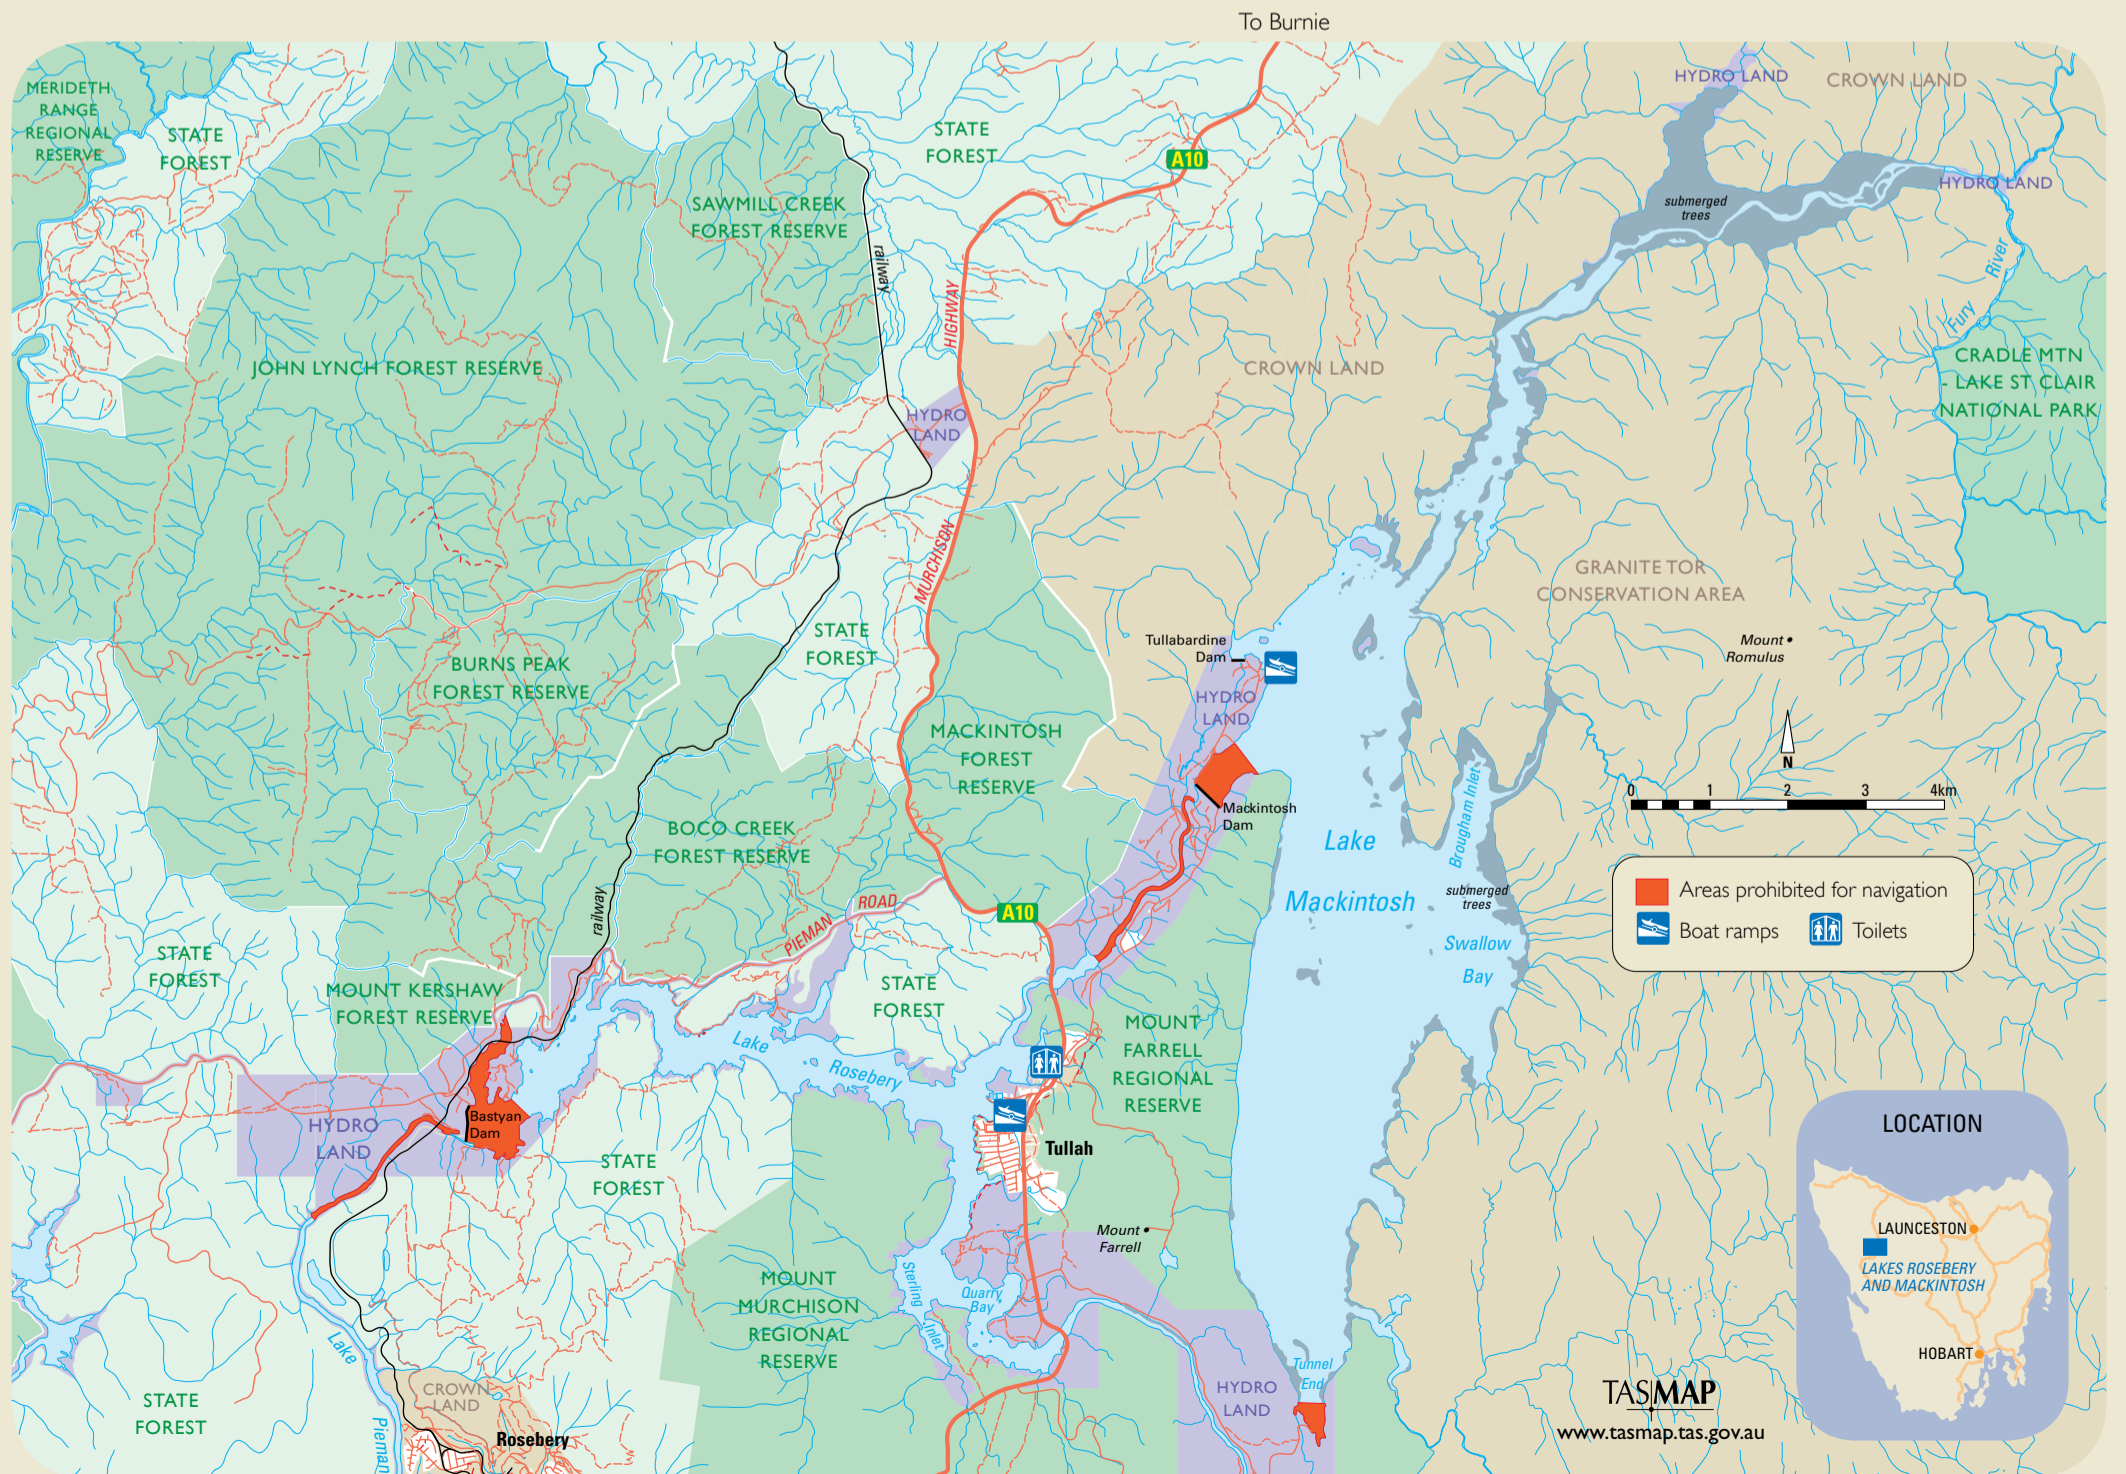 To Burnie
MERIDETH
RANGE
REGIONAL
RESERVE
STATE
FOREST
STATE
FOREST
A10
HYDRO LAND
CROWN LAND
HYDRO LAND
submerged
trees
SAWMILL CREEK
FOREST RESERVE
railway
HIGHWAY
Fury
River
JOHN LYNCH FOREST RESERVE
CROWN LAND
CRADLE MTN
- LAKE ST CLAIR
NATIONAL PARK
HYDRO
LAND
MURCHISON
GRANITE TOR
CONSERVATION AREA
Mount
Romulus
STATE
FOREST
Tullabardine
Dam
BURNS PEAK
FOREST RESERVE
HYDRO
LAND
MACKINTOSH
FOREST
RESERVE
N
0 1 2 3 4km
Mackintosh
Dam
BOCO CREEK
FOREST RESERVE
Lake
Mackintosh
Brougham Inlet
submerged
trees
Swallow
Bay
Areas prohibited for navigation
Boat ramps
Toilets
railway
PIEMAN
ROAD
A10
STATE
FOREST
MOUNT KERSHAW
FOREST RESERVE
STATE
FOREST
Lake
Rosebery
MOUNT
FARRELL
REGIONAL
RESERVE
Bastyan
Dam
HYDRO
LAND
STATE
FOREST
Tullah
Mount
Farrell
LOCATION
LAUNCESTON
LAKES ROSEBERY
AND MACKINTOSH
HOBART
MOUNT
MURCHISON
REGIONAL
RESERVE
Sterling
Inlet
Quarry
Bay
Tunnel
End
HYDRO
LAND
Lake
Pieman
STATE
FOREST
CROWN
LAND
Rosebery
TASMAP
www.tasmap.tas.gov.au